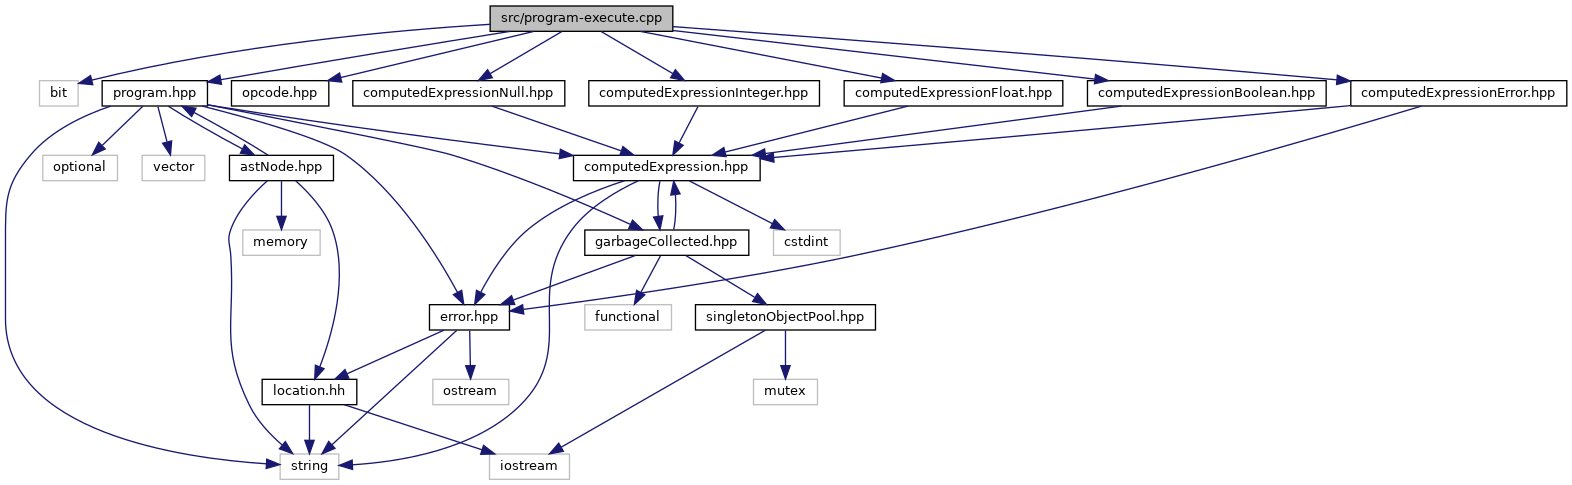 src/program-execute.cpp
bit
program.hpp
opcode.hpp
computedExpressionNull.hpp
computedExpressionInteger.hpp
computedExpressionFloat.hpp
computedExpressionBoolean.hpp
computedExpressionError.hpp
optional
vector
astNode.hpp
computedExpression.hpp
memory
garbageCollected.hpp
cstdint
error.hpp
functional
singletonObjectPool.hpp
location.hh
ostream
mutex
string
iostream